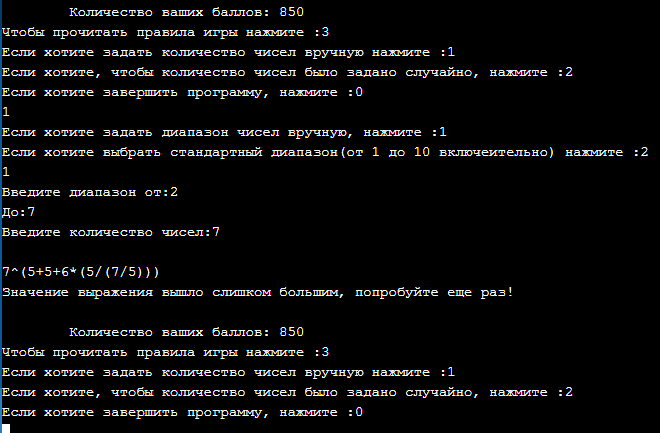 Количество ваших баллов: 850
Чтобы прочитать правила игры нажмите :3
Если хотите задать количество чисел вручную нажмите :1
Если хотите, чтобы количество чисел было задано случайно, нажмите :2
Если хотите завершить программу, нажмите :0
1
Если хотите задать диапазон чисел вручную, нажмите :1
Если хотите выбрать стандартный диапазон(от 1 до 10 включеительно) нажмите :2
1
Введите диапазон от:2
До:7
Введите количество чисел:7
7^(5+5+6*(5/(7/5)))
Значение выражения вышло слишком большим, попробуйте еще раз!
Количество ваших баллов: 850
Чтобы прочитать правила игры нажмите :3
Если хотите задать количество чисел вручную нажмите :1
Если хотите, чтобы количество чисел было задано случайно, нажмите :2
Если хотите завершить программу, нажмите :0